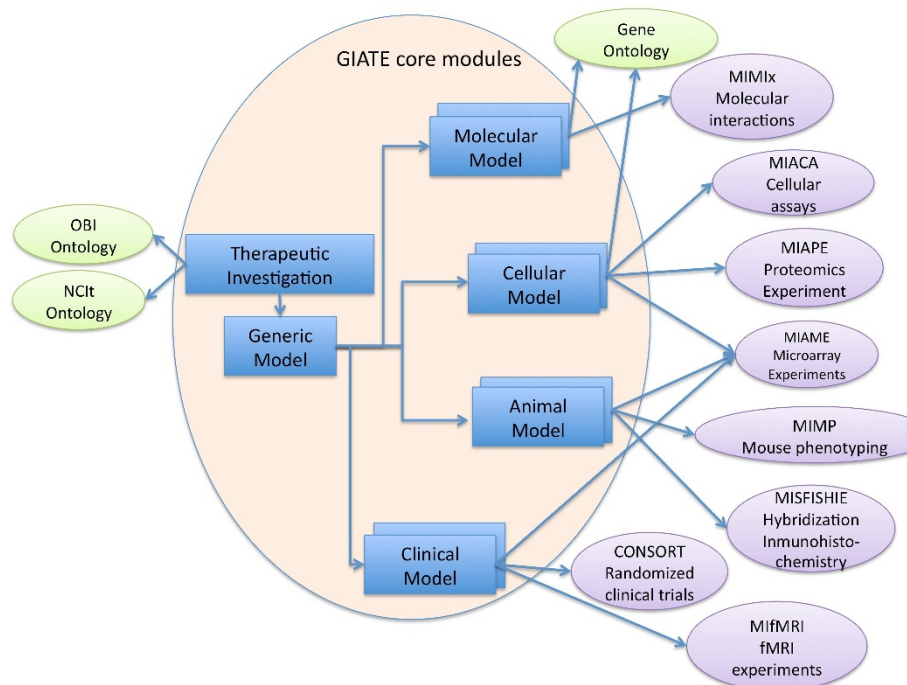 Gene
Ontology
GIATE core modules
MIMIx
Molecular
interactions
Molecular
Model
MIACA
Cellular
assays
OBI
Ontology
Therapeutic
Investigation
Cellular
Model
MIAPE
Proteomics
Experiment
NCIt
Ontology
Generic
Model
MIAME
Microarray
Experiments
Animal
Model
MIMP
Mouse phenotyping
MISFISHIE
Hybridization
Inmunohisto-
chemistry
Clinical
Model
CONSORT
Randomized
clinical trials
MIfMRI
fMRI
experiments